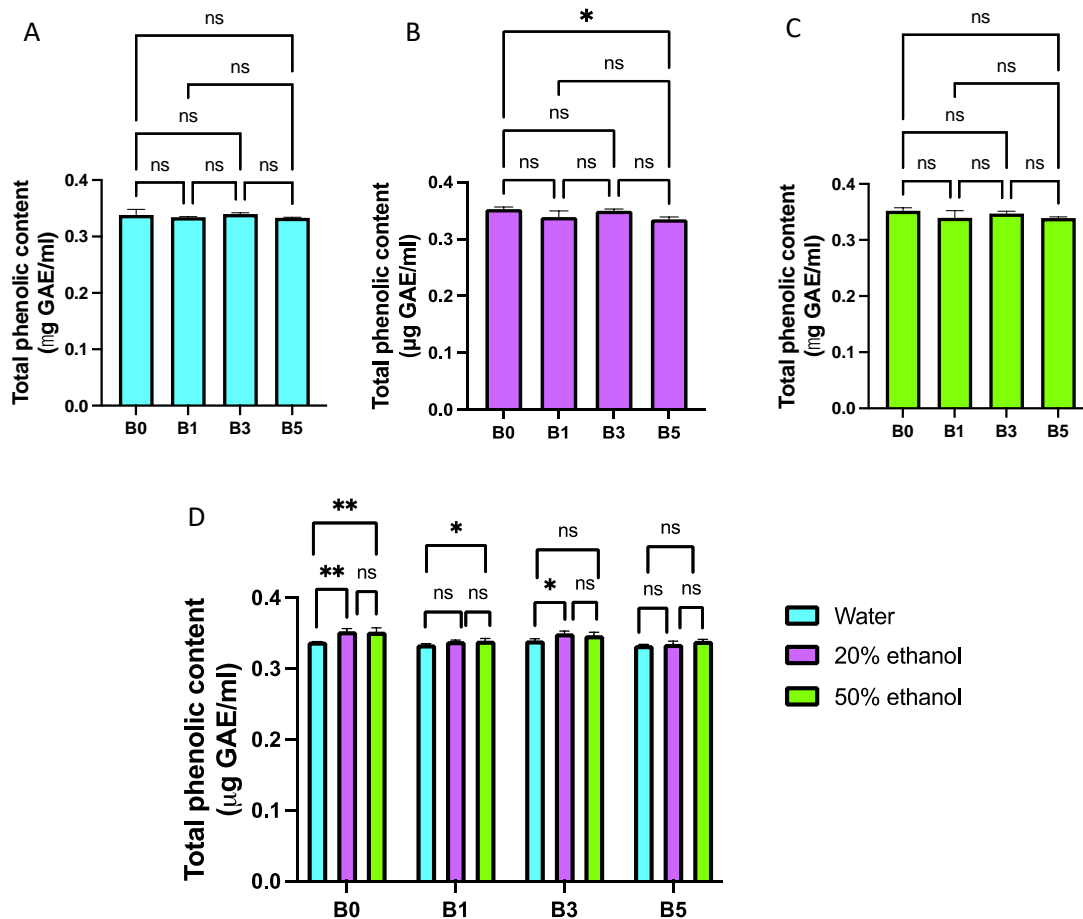 A
ns
ns
ns
ns ns ns
0.4
0.3
0.2
0.1
0.0
Total phenolic content
(mg GAE/ml)
B0 B1 B3 B5
B
*
ns
ns
ns ns ns
0.4
0.3
0.2
0.1
0.0
Total phenolic content
(µg GAE/ml)
B0 B1 B3 B5
C
ns
ns
ns
ns ns ns
0.4
0.3
0.2
0.1
0.0
Total phenolic content
(mg GAE/ml)
B0 B1 B3 B5
D
** * ns ns
** ns ns ns * ns ns ns
0.4
0.3
0.2
0.1
0.0
Total phenolic content
(µg GAE/ml)
B0 B1 B3 B5
Water
20% ethanol
50% ethanol